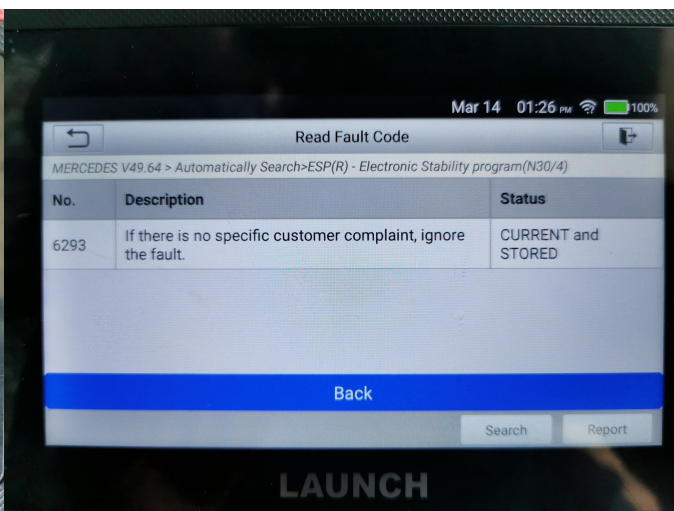 Mar 14 01:26 PM 100%
Read Fault Code
MERCEDES V49.64 > Automatically Search>ESP(R) - Electronic Stability program(N30/4)
No. Description Status
6293 If there is no specific customer complaint, ignore CURRENT and
the fault. STORED
Back
Search Report
LAUNCH